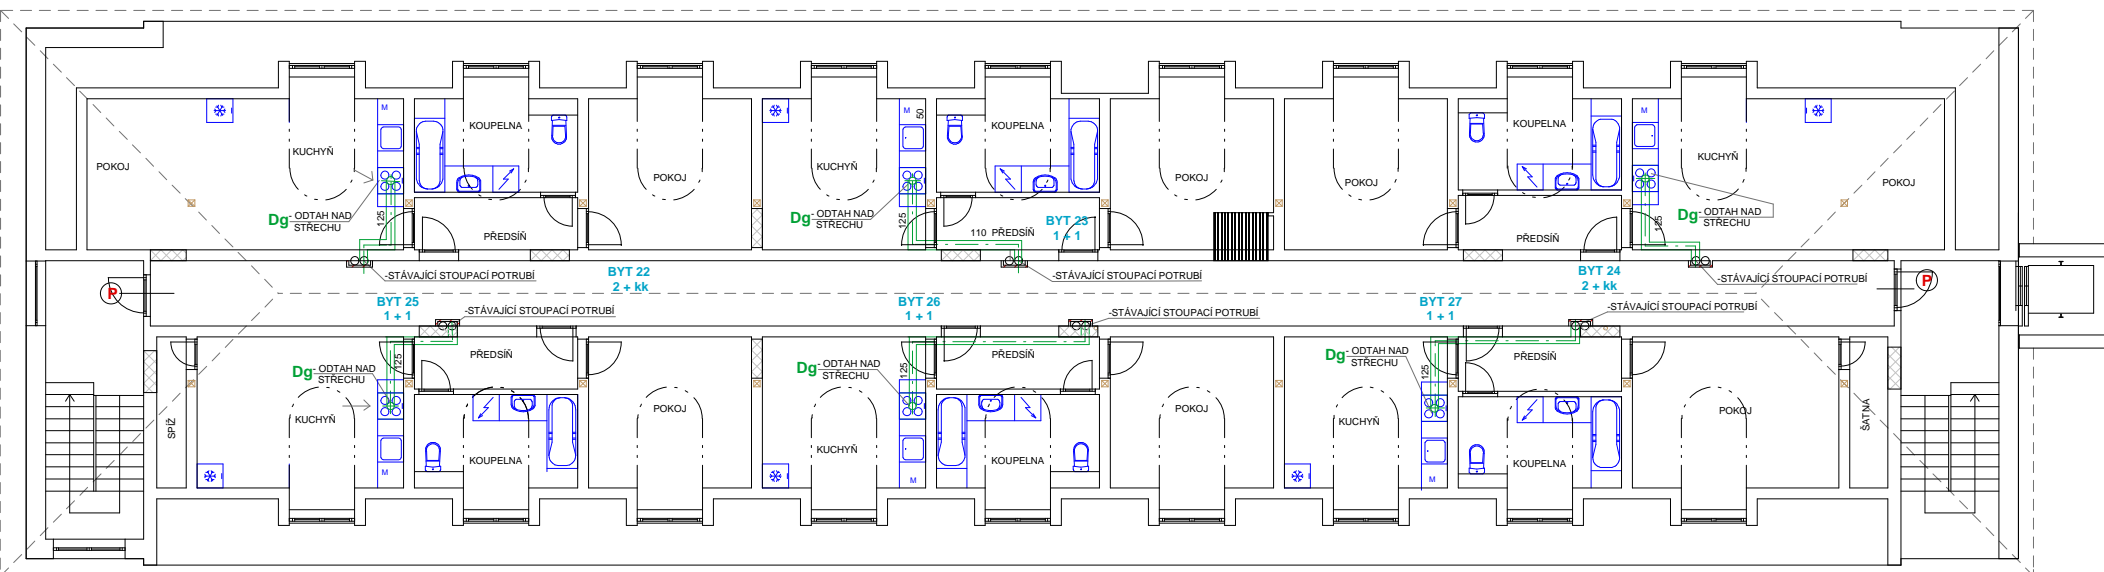 M
M
M
50
KOUPELNA
KOUPELNA
KOUPELNA
KUCHYŇ
KUCHYŇ
KUCHYŇ
POKOJ
POKOJ
POKOJ
POKOJ
POKOJ
Dg - ODTAH NAD
STŘECHU
125
Dg - ODTAH NAD
STŘECHU
125
Dg - ODTAH NAD
STŘECHU
125
PŘEDSÍŇ
110 PŘEDSÍŇ
PŘEDSÍŇ
BYT 23
1 + 1
-STÁVAJÍCÍ STOUPACÍ POTRUBÍ
BYT 22
2 + kk
-STÁVAJÍCÍ STOUPACÍ POTRUBÍ
BYT 24
2 + kk
-STÁVAJÍCÍ STOUPACÍ POTRUBÍ
P
P
BYT 25
1 + 1
-STÁVAJÍCÍ STOUPACÍ POTRUBÍ
BYT 26
1 + 1
-STÁVAJÍCÍ STOUPACÍ POTRUBÍ
BYT 27
1 + 1
-STÁVAJÍCÍ STOUPACÍ POTRUBÍ
PŘEDSÍŇ
PŘEDSÍŇ
PŘEDSÍŇ
Dg - ODTAH NAD
STŘECHU
125
Dg - ODTAH NAD
STŘECHU
125
Dg - ODTAH NAD
STŘECHU
125
SPÍŽ
KUCHYŇ
POKOJ
KUCHYŇ
POKOJ
KUCHYŇ
POKOJ
ŠATNA
KOUPELNA
KOUPELNA
KOUPELNA
M
M
M